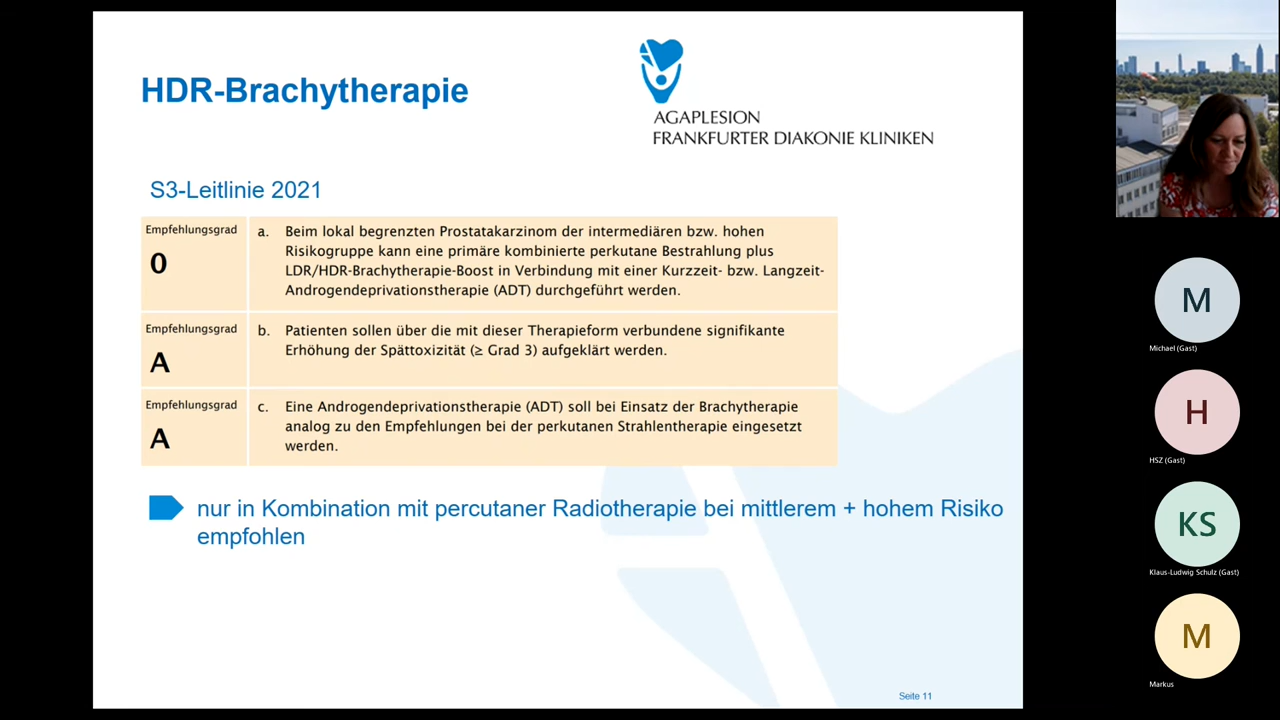 HDR-Brachytherapie
AGAPLESION
FRANKFURTER DIAKONIE KLINIKEN
S3-Leitlinie 2021
Empfehlungsgrad
0
a. Beim lokal begrenzten Prostatakarzinom der intermediären bzw. hohen
Risikogruppe kann eine primäre kombinierte perkutane Bestrahlung plus
LDR/HDR-Brachytherapie-Boost in Verbindung mit einer Kurzzeit- bzw. Langzeit-
Androgendeprivationstherapie (ADT) durchgeführt werden.
Empfehlungsgrad
A
b. Patienten sollen über die mit dieser Therapieform verbundene signifikante
Erhöhung der Spättoxizität (≥ Grad 3) aufgeklärt werden.
Empfehlungsgrad
A
c. Eine Androgendeprivationstherapie (ADT) soll bei Einsatz der Brachytherapie
analog zu den Empfehlungen bei der perkutanen Strahlentherapie eingesetzt
werden.
nur in Kombination mit percutaner Radiotherapie bei mittlerem + hohem Risiko
empfohlen
Seite 11
M
Michael (Gast)
H
HSZ (Gast)
KS
Klaus-Ludwig Schulz (Gast)
M
Markus